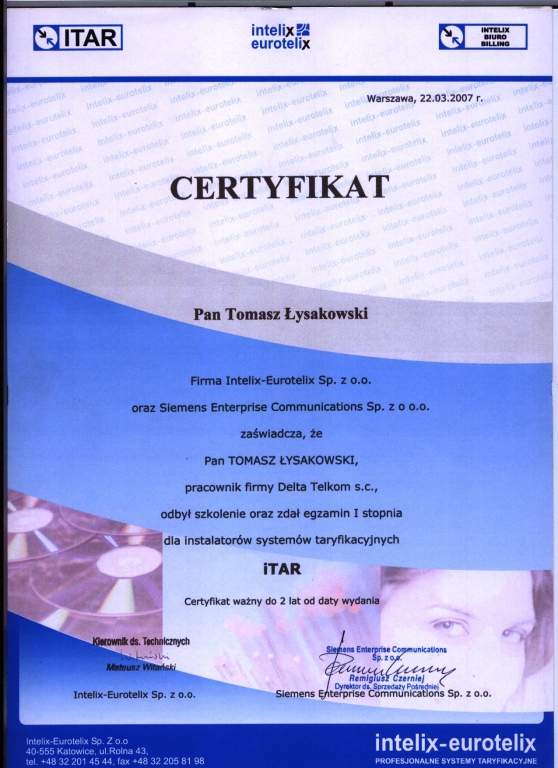 ITAR
intelix
eurotelix
INTELIX
BIURO
BILLING
Warszawa, 22.03.2007 r.
CERTYFIKAT
Pan Tomasz Łysakowski
Firma Intelix-Eurotelix Sp. z o.o.
oraz Siemens Enterprise Communications Sp. z o o.o.
zaświadcza, że
Pan TOMASZ ŁYSAKOWSKI,
pracownik firmy Delta Telkom s.c.,
odbył szkolenie oraz zdał egzamin I stopnia
dla instalatorów systemów taryfikacyjnych
iTAR
Certyfikat ważny do 2 lat od daty wydania
Kierownik ds. Technicznych
Mateusz Witański
Intelix-Eurotelix Sp. z o.o.
Siemens Enterprise Communications
Sp. z o.o.
Remigiusz Czerniej
Dyrektor ds. Sprzedaży Pośredniej
Siemens Enterprise Communications Sp. z o.o.
Intelix-Eurotelix Sp. Z o.o
40-555 Katowice, ul.Rolna 43,
tel. +48 32 201 45 44, fax +48 32 205 81 98
intelix-eurotelix
PROFESJONALNE SYSTEMY TARYFIKACYJNE